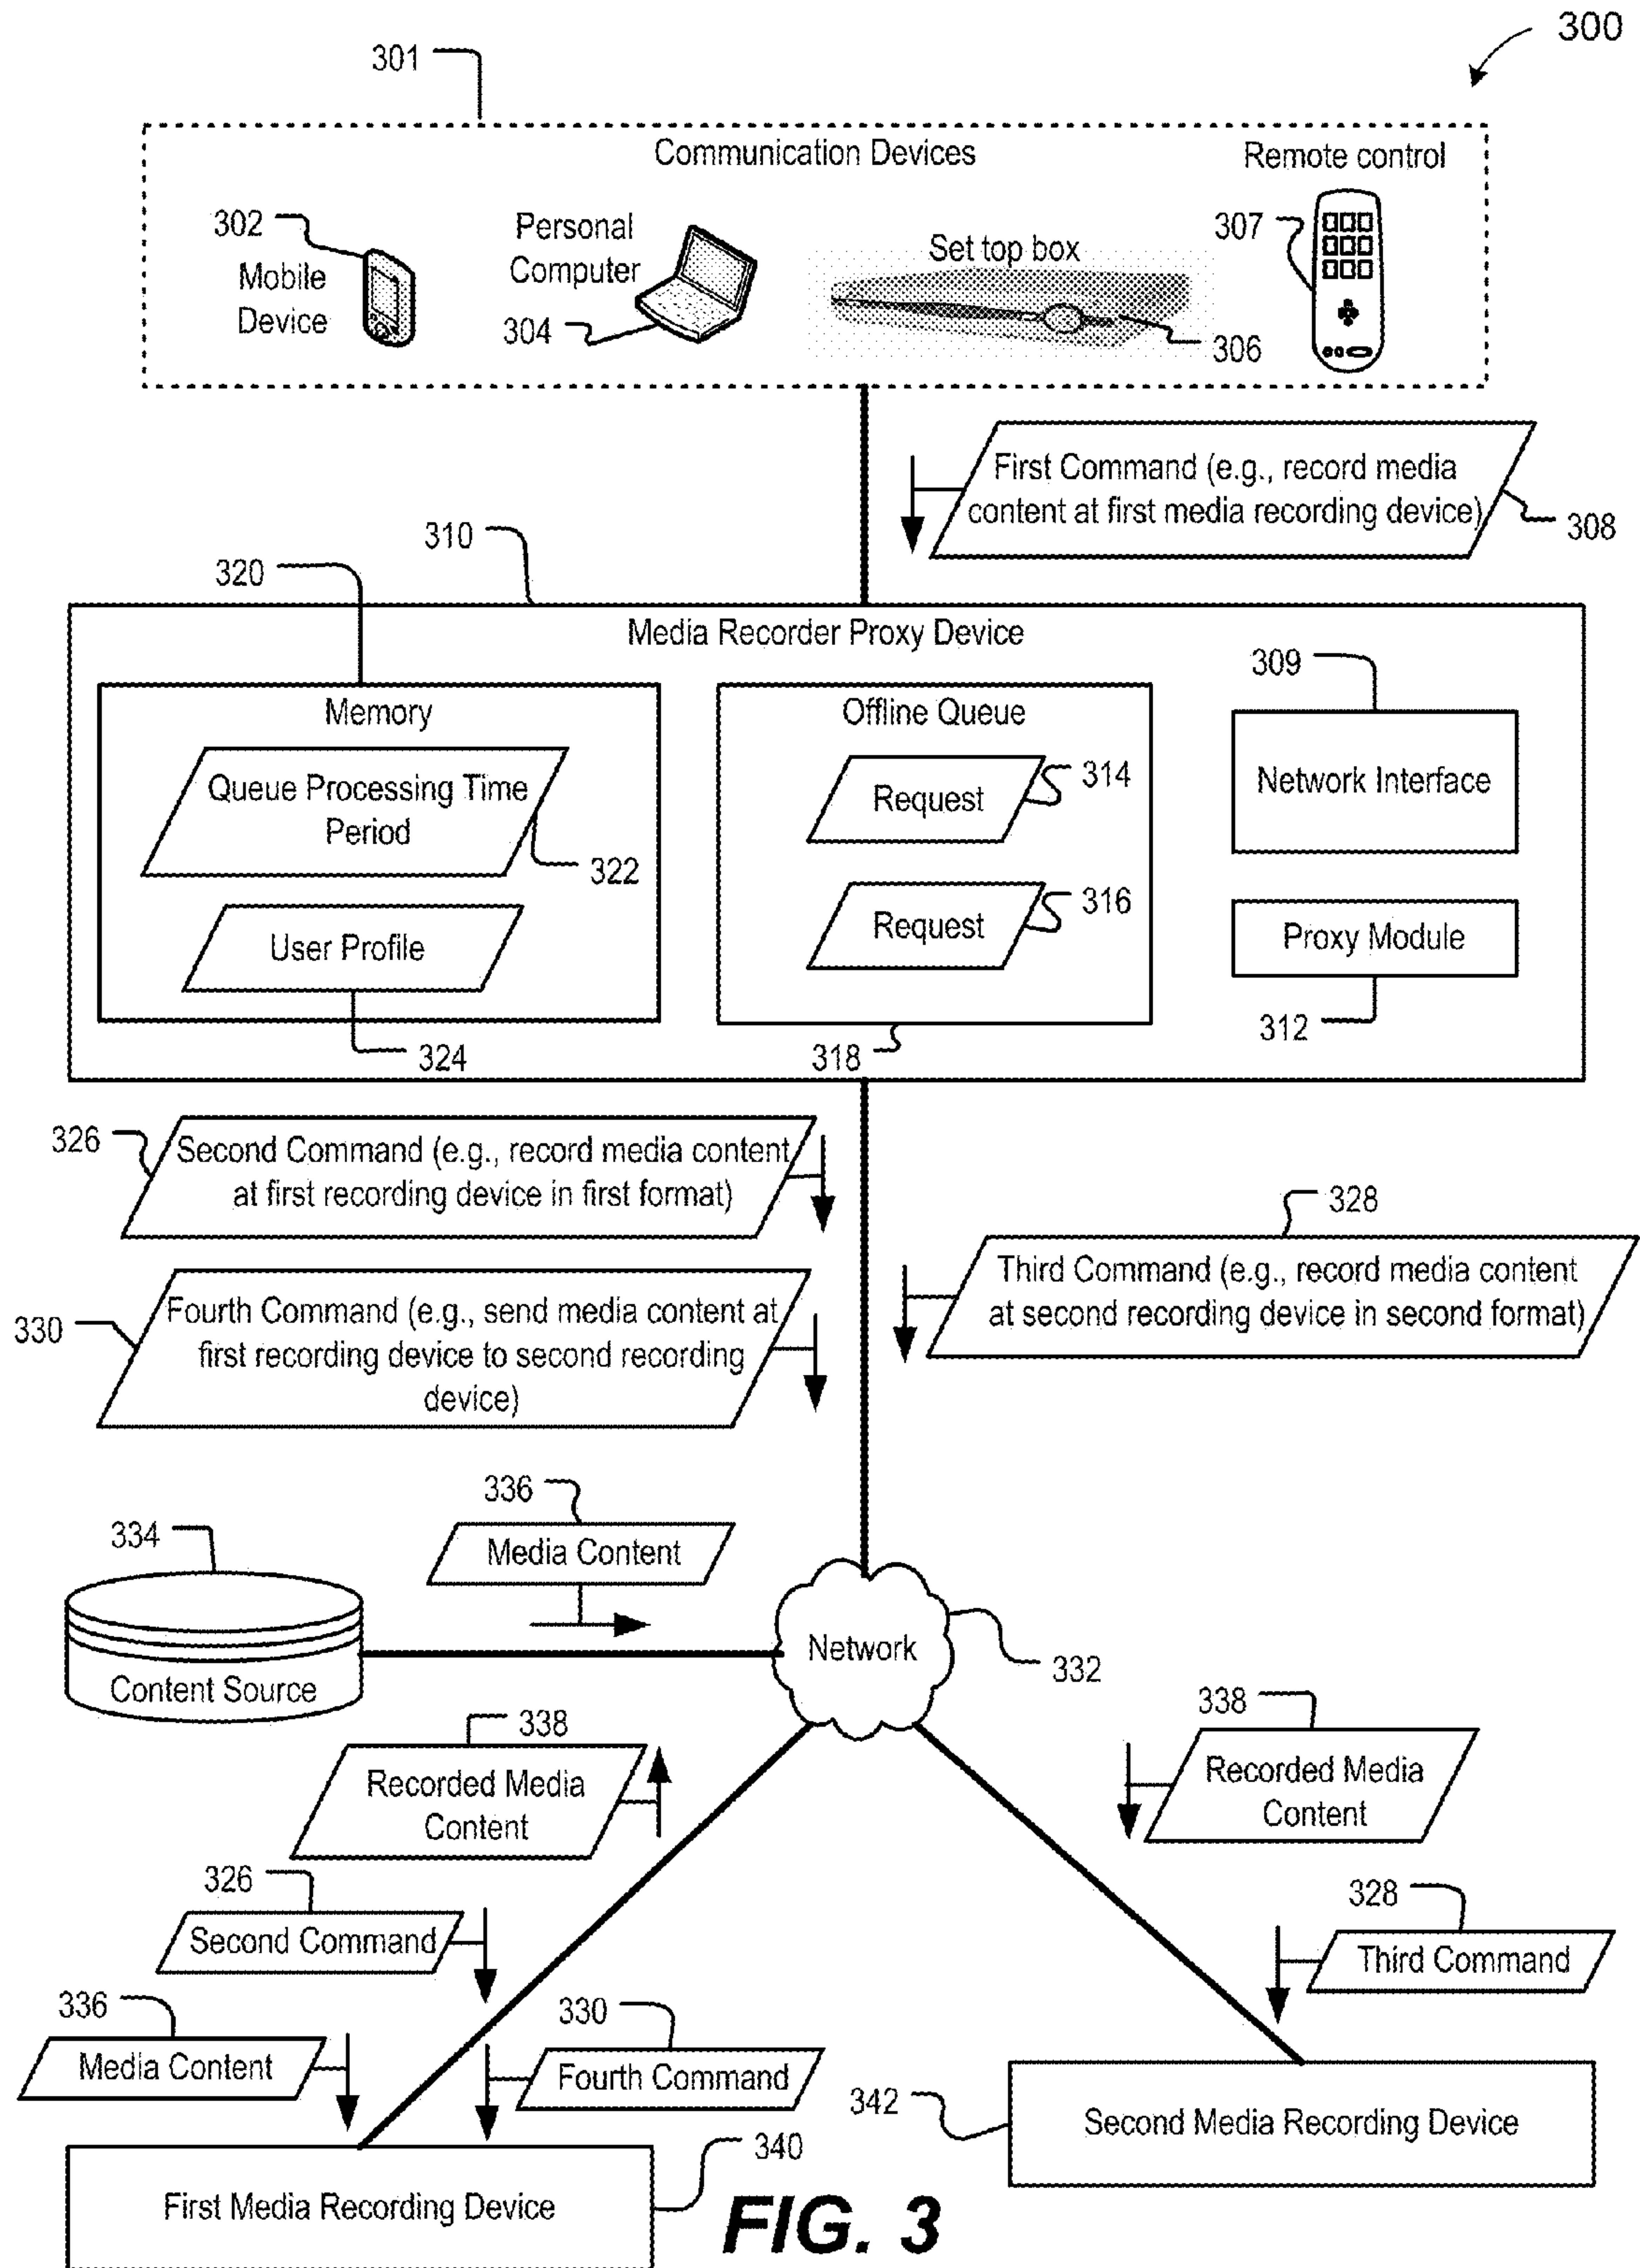 300
301
Communication Devices
Remote control
302
Mobile
Device
Personal
Computer
304
Set top box
306
307
First Command (e.g., record media
content at first media recording device)
308
310
320
Media Recorder Proxy Device
309
Memory
Queue Processing Time
Period
322
User Profile
324
Offline Queue
Request
314
Request
316
318
Network Interface
Proxy Module
312
326
Second Command (e.g., record media content
at first recording device in first format)
328
Third Command (e.g., record media content
at second recording device in second format)
330
Fourth Command (e.g., send media content at
first recording device to second recording
device)
336
Media Content
334
Content Source
Network
332
338
Recorded Media
Content
338
Recorded Media
Content
326
Second Command
328
Third Command
336
Media Content
330
Fourth Command
342
Second Media Recording Device
340
First Media Recording Device
FIG. 3